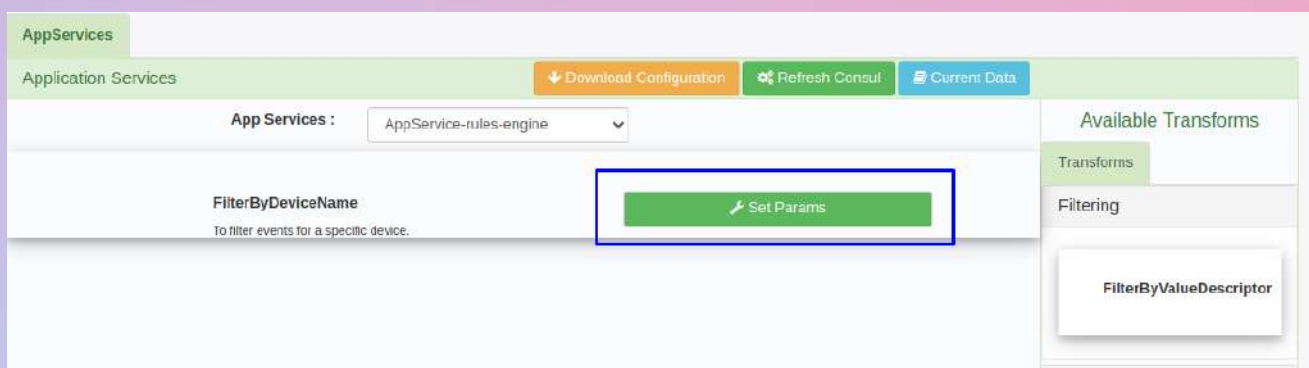 AppServices
Application Services
Download Configuration
Refresh Consul
Current Data
App Services :
AppService-rules-engine
Available Transforms
Transforms
FilterByDeviceName
Set Params
To filter events for a specific device.
Filtering
FilterByValueDescriptor